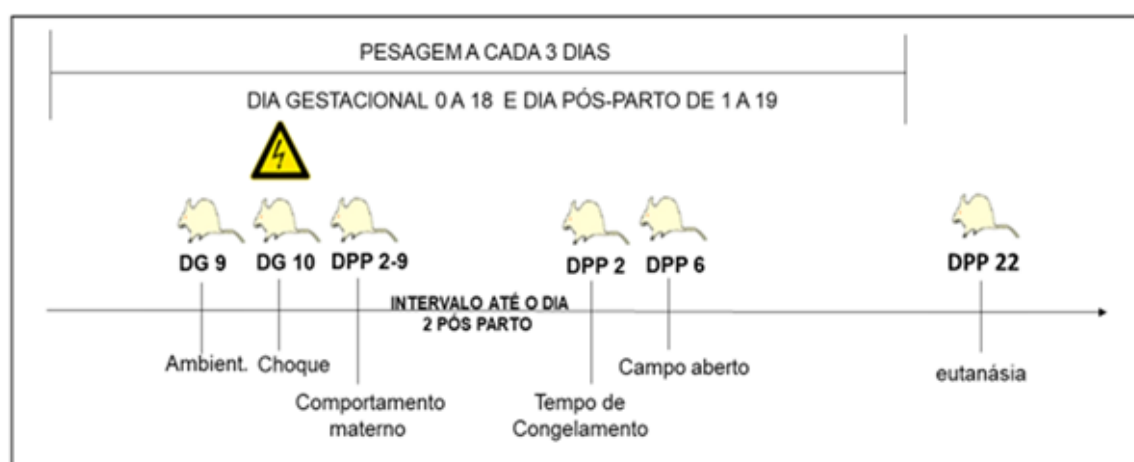 PESAGEM A CADA 3 DIAS
DIA GESTACIONAL 0 A 18 E DIA PÓS-PARTO DE 1 A 19
DG 9
DG 10
DPP 2-9
DPP 2
DPP 6
DPP 22
INTERVALO ATÉ O DIA
2 PÓS PARTO
Ambient.
Choque
Comportamento
materno
Tempo de
Congelamento
Campo aberto
eutanásia